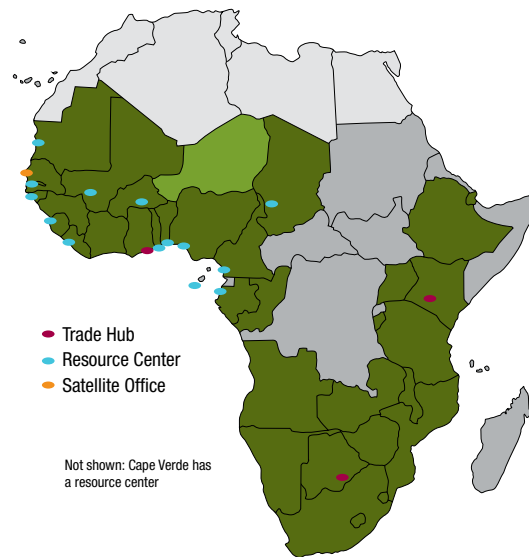 Trade Hub
Resource Center
Satellite Office
Not shown: Cape Verde has
a resource center